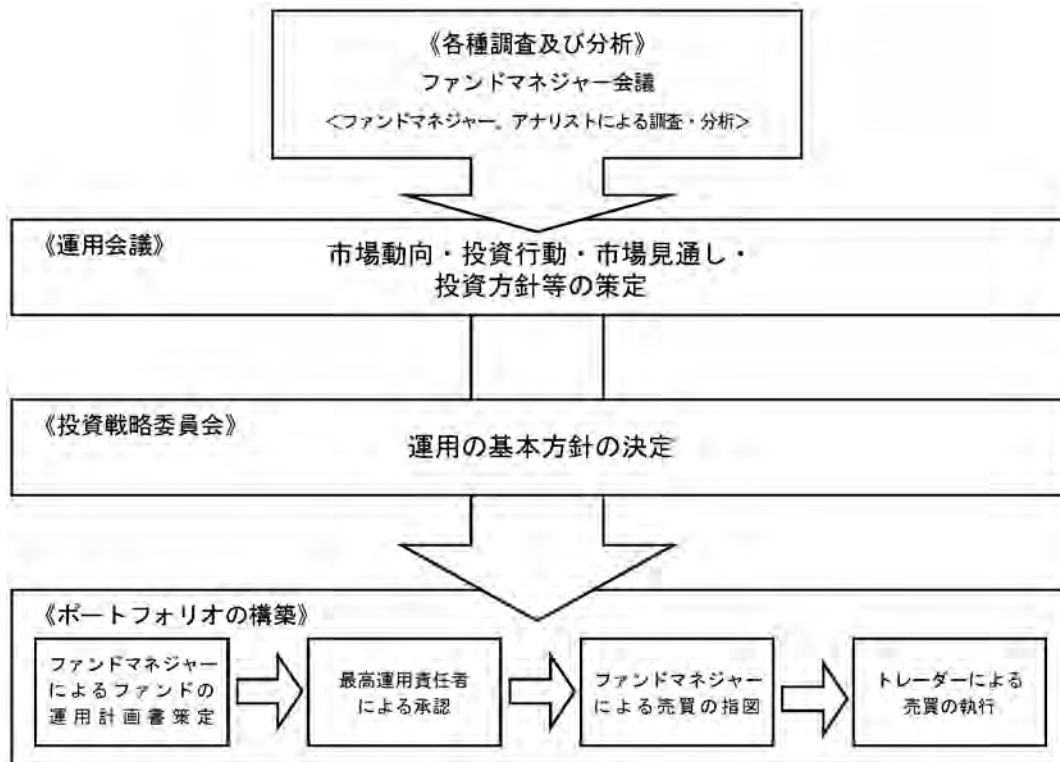 《各種調査及び分析》
ファンドマネジャー会議
<ファンドマネジャー。アナリストによる調査・分析>
《運用会議》
市場動向・投資行動・市場見通し・
投資方針等の策定
《投資戦略委員会》
運用の基本方針の決定
《ポートフォリオの構築》
ファンドマネジャー
によるファンドの
運用計画書策定
最高運用責任者
による承認
ファンドマネジャー
による売買の指図
トレーダーによる
売買の執行